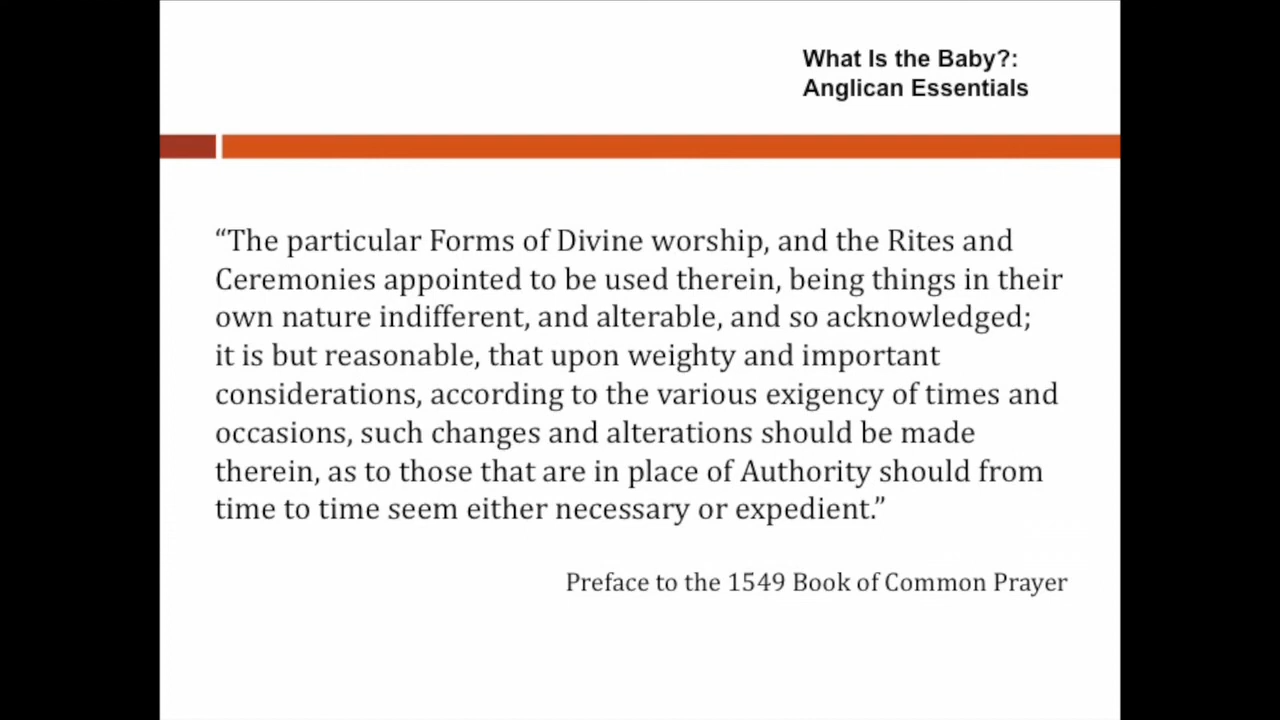 What Is the Baby?:
Anglican Essentials
“The particular Forms of Divine worship, and the Rites and
Ceremonies appointed to be used therein, being things in their
own nature indifferent, and alterable, and so acknowledged;
it is but reasonable, that upon weighty and important
considerations, according to the various exigency of times and
occasions, such changes and alterations should be made
therein, as to those that are in place of Authority should from
time to time seem either necessary or expedient.”
Preface to the 1549 Book of Common Prayer